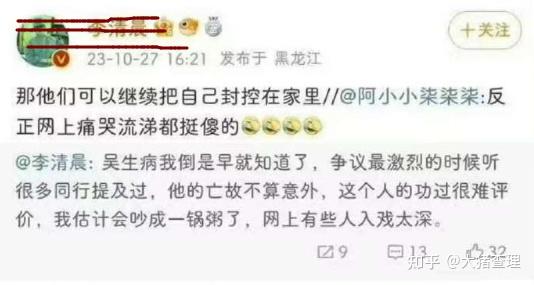 李清晨
+关注
23-10-27 16:21 发布于 黑龙江
那他们可以继续把自己封控在家里//@阿小小柒柒柒:反
正网上痛哭流涕都挺傻的
@李清晨: 吴生病我倒是早就知道了，争议最激烈的时候听
很多同行提及过，他的亡故不算意外，这个人的功过很难评
价，我估计会吵成一锅粥了，网上有些人入戏太深。
9 13 32
知乎 @大猪查理